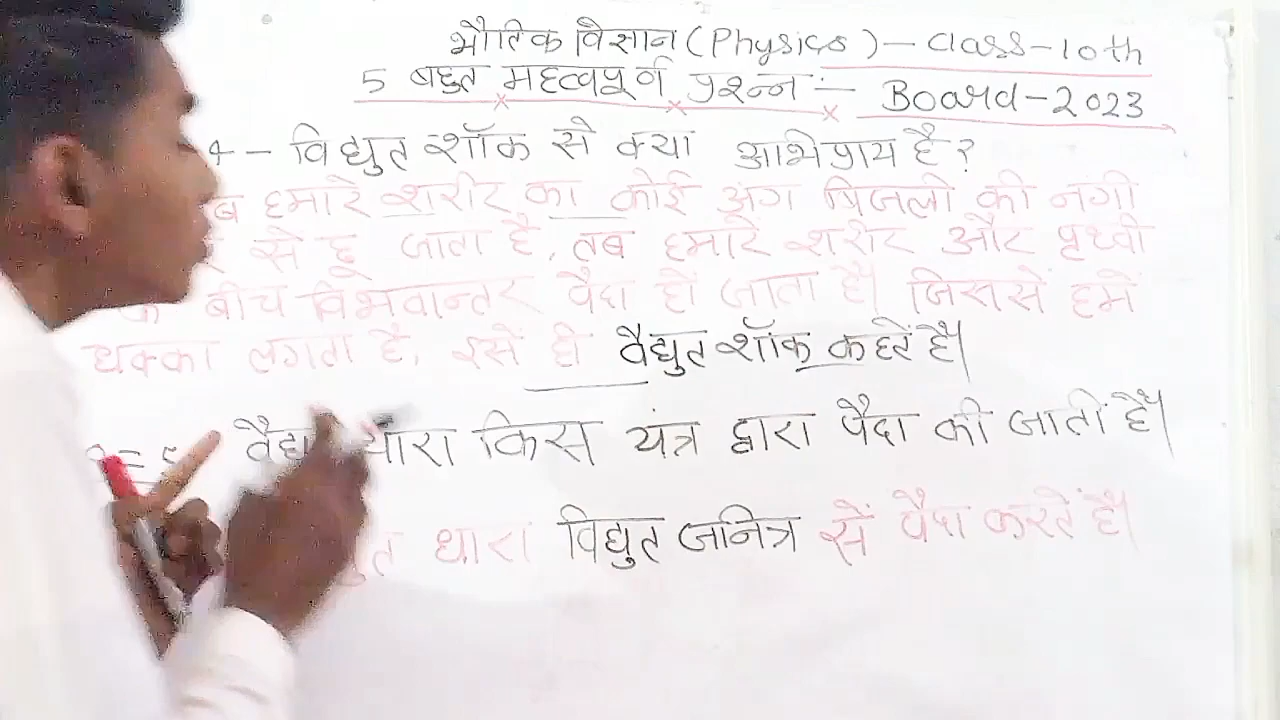 भौतिक विज्ञान (Physics) - Class-10th
5 बहुत महत्वपूर्ण प्रश्न :- Board-2023
4 - विद्युत शॉक से क्या अभिप्राय है?
हमारे शरीर का कोई अंग बिजली की नंगी
से छू जाता है, तब हमारे शरीर और पृथ्वी
के बीच विभवान्तर पैदा हो जाता है। जिससें हमें
धक्का लगता है, इसें ही वैद्युत शॉक कहतें है।
धारा किस यंत्र द्वारा पैदा की जाती हैं।
धारा विद्युत जनित्र सें पैदा करतें है।